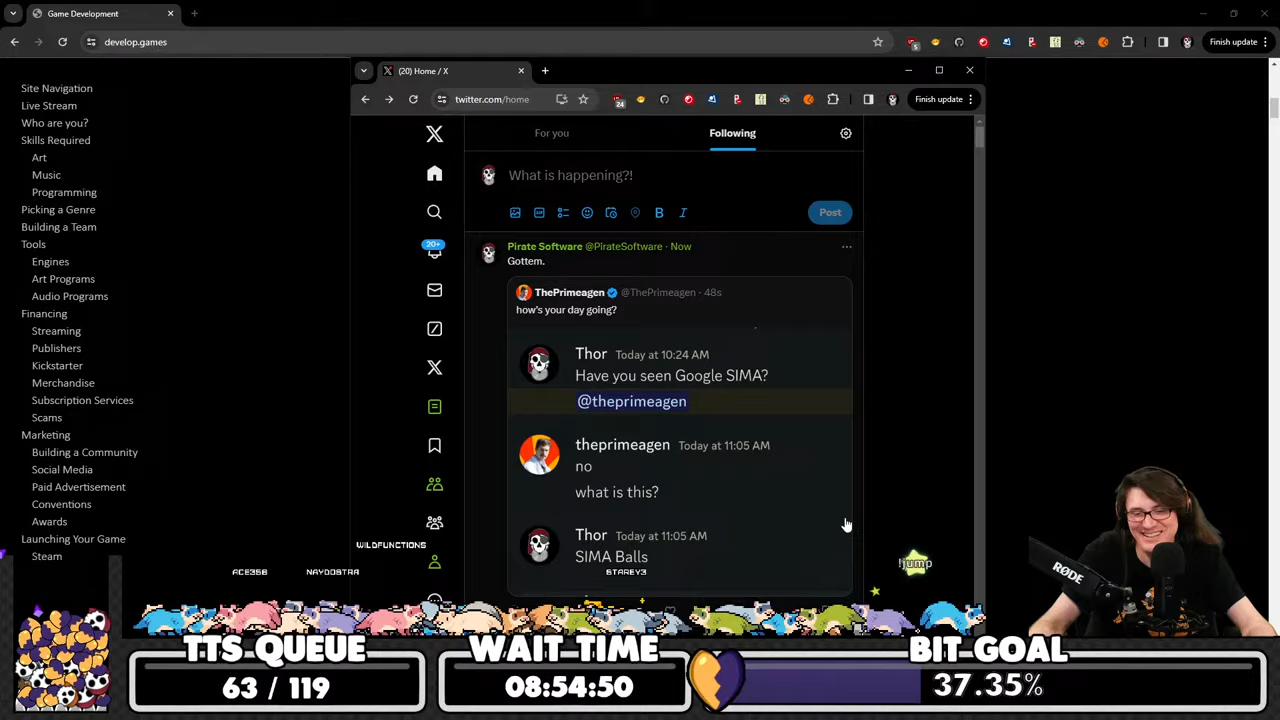 Game Development
develop.games
Finish update
5
(20) Home / X
twitter.com/home
24
Finish update
Site Navigation
Live Stream
Who are you?
Skills Required
Art
Music
Programming
Picking a Genre
Building a Team
Tools
Engines
Art Programs
Audio Programs
Financing
Streaming
Publishers
Kickstarter
Merchandise
Subscription Services
Scams
Marketing
Building a Community
Social Media
Paid Advertisement
Conventions
Awards
Launching Your Game
Steam
For you
Following
What is happening?!
GIF
B
I
Post
20+
Pirate Software @PirateSoftware · Now
Gottem.
ThePrimeagen @ThePrimeagen · 48s
how's your day going?
Thor Today at 10:24 AM
Have you seen Google SIMA?
@theprimeagen
theprimeagen Today at 11:05 AM
no
what is this?
Thor Today at 11:05 AM
SIMA Balls
WILDFUNCTIONS
ACE358
NAYDOSTRA
STAREY3
!jump
RØDE
TTS QUEUE
63 / 119
WAIT TIME
08:54:50
BIT GOAL
37.35%